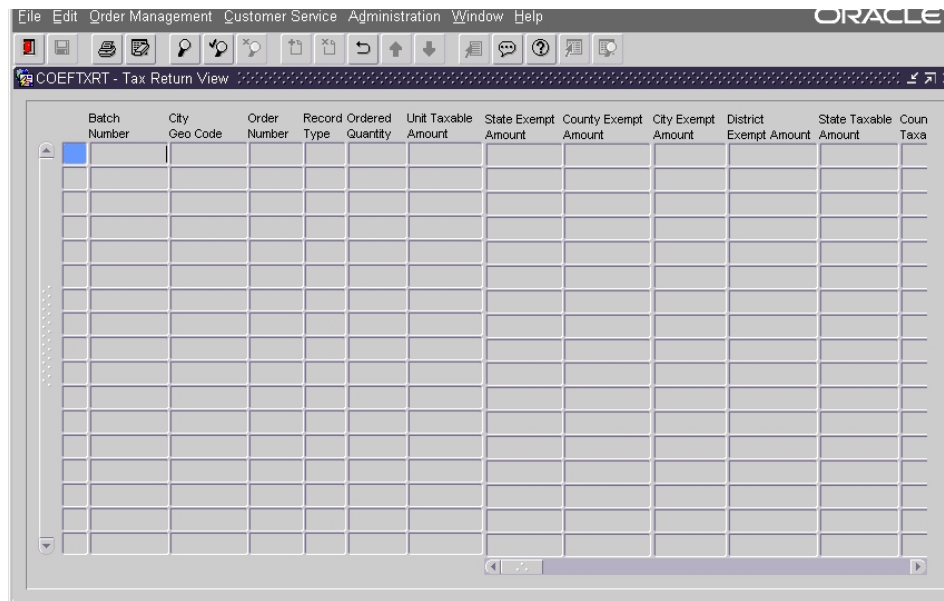 File Edit Order Management Customer Service Administration Window Help
ORACLE
COEFTXRT - Tax Return View
Batch City Order Record Ordered Unit Taxable State Exempt County Exempt City Exempt District State Taxable Coun
Number Geo Code Number Type Quantity Amount Amount Amount Amount Exempt Amount Amount Taxa